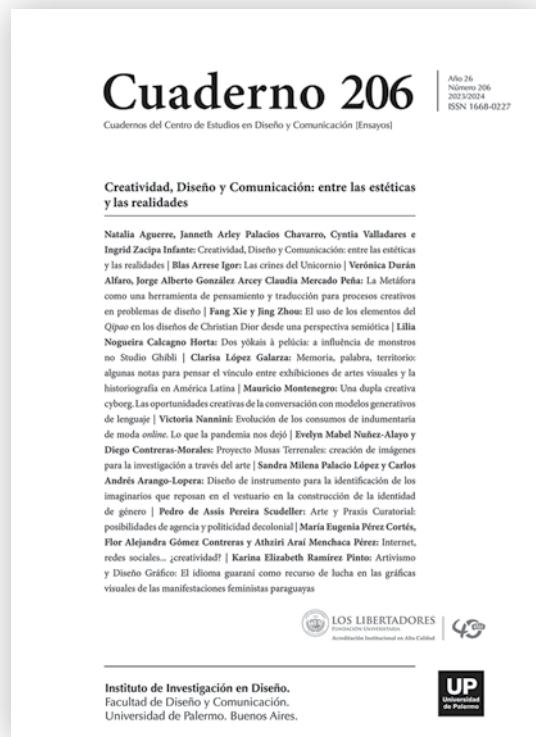 Cuaderno 206
Año 26
Número 206
2023/2024
ISSN 1668-0227
Cuadernos del Centro de Estudios en Diseño y Comunicación [Ensayos]
Creatividad, Diseño y Comunicación: entre las estéticas
y las realidades
Natalia Aguerre, Janneth Arley Palacios Chavarro, Cyntia Valladares e
Ingrid Zacipa Infante: Creatividad, Diseño y Comunicación: entre las estéticas
y las realidades | Blas Arrese Igor: Las crines del Unicornio | Verónica Durán
Alfaro, Jorge Alberto González Arcey Claudia Mercado Peña: La Metáfora
como una herramienta de pensamiento y traducción para procesos creativos
en problemas de diseño | Fang Xie y Jing Zhou: El uso de los elementos del
Qipao en los diseños de Christian Dior desde una perspectiva semiótica | Lilia
Nogueira Calcagno Horta: Dos yōkais à pelúcia: a influência de monstros
no Studio Ghibli | Clarisa López Galarza: Memoria, palabra, territorio:
algunas notas para pensar el vínculo entre exhibiciones de artes visuales y la
historiografía en América Latina | Mauricio Montenegro: Una dupla creativa
cyborg. Las oportunidades creativas de la conversación con modelos generativos
de lenguaje | Victoria Nannini: Evolución de los consumos de indumentaria
de moda online. Lo que la pandemia nos dejó | Evelyn Mabel Nuñez-Alayo y
Diego Contreras-Morales: Proyecto Musas Terrenales: creación de imágenes
para la investigación a través del arte | Sandra Milena Palacio López y Carlos
Andrés Arango-Lopera: Diseño de instrumento para la identificación de los
imaginarios que reposan en el vestuario en la construcción de la identidad
de género | Pedro de Assis Pereira Scudeller: Arte y Praxis Curatorial:
posibilidades de agencia y politicidad decolonial | María Eugenia Pérez Cortés,
Flor Alejandra Gómez Contreras y Athziri Araí Menchaca Pérez: Internet,
redes sociales... ¿creatividad? | Karina Elizabeth Ramírez Pinto: Artivismo
y Diseño Gráfico: El idioma guaraní como recurso de lucha en las gráficas
visuales de las manifestaciones feministas paraguayas
LOS LIBERTADORES
FUNDACIÓN UNIVERSITARIA
Acreditación Institucional en Alta Calidad
40
Instituto de Investigación en Diseño.
Facultad de Diseño y Comunicación.
Universidad de Palermo. Buenos Aires.
UP
Universidad
de Palermo